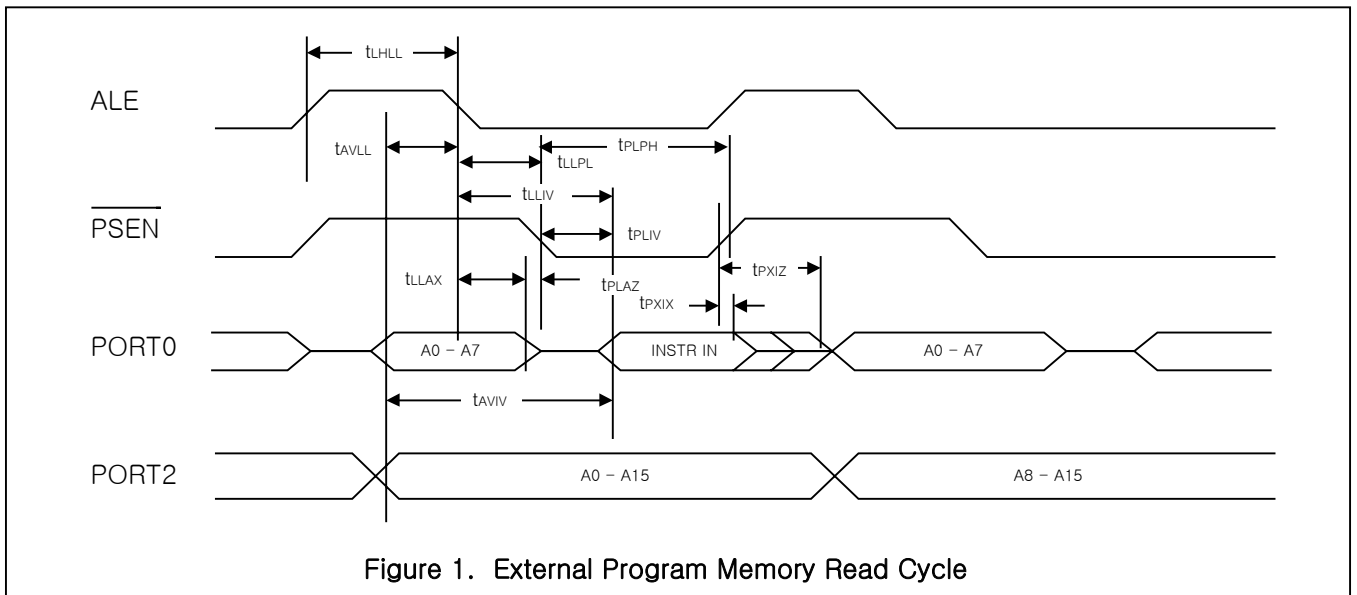 tLHLL
ALE
tAVLL
tPLPH
tLLPL
tLLIV
PSEN
tPLIV
tLLAX
tPLAZ
tPXIZ
tPXIX
PORT0
A0 - A7
INSTR IN
A0 - A7
tAVIV
PORT2
A0 - A15
A8 - A15
Figure 1. External Program Memory Read Cycle